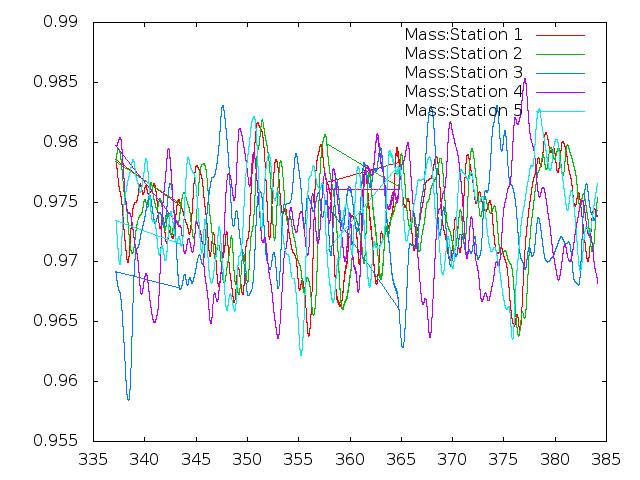 0.99
0.985
0.98
0.975
0.97
0.965
0.96
0.955
335 340 345 350 355 360 365 370 375 380 385
Mass:Station 1
Mass:Station 2
Mass:Station 3
Mass:Station 4
Mass:Station 5